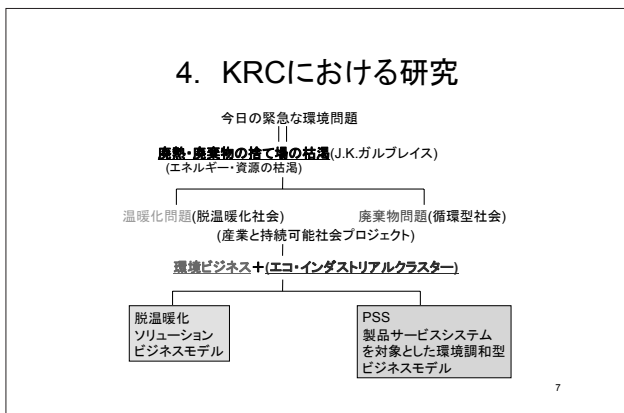 4. KRCにおける研究
今日の緊急な環境問題
廃熱・廃棄物の捨て場の枯渇(J.K.ガルブレイス)
(エネルギー・資源の枯渇)
温暖化問題(脱温暖化社会) 廃棄物問題(循環型社会)
(産業と持続可能社会プロジェクト)
環境ビジネス+(エコ・インダストリアルクラスター)
脱温暖化
ソリューション
ビジネスモデル
PSS
製品サービスシステム
を対象とした環境調和型
ビジネスモデル
7